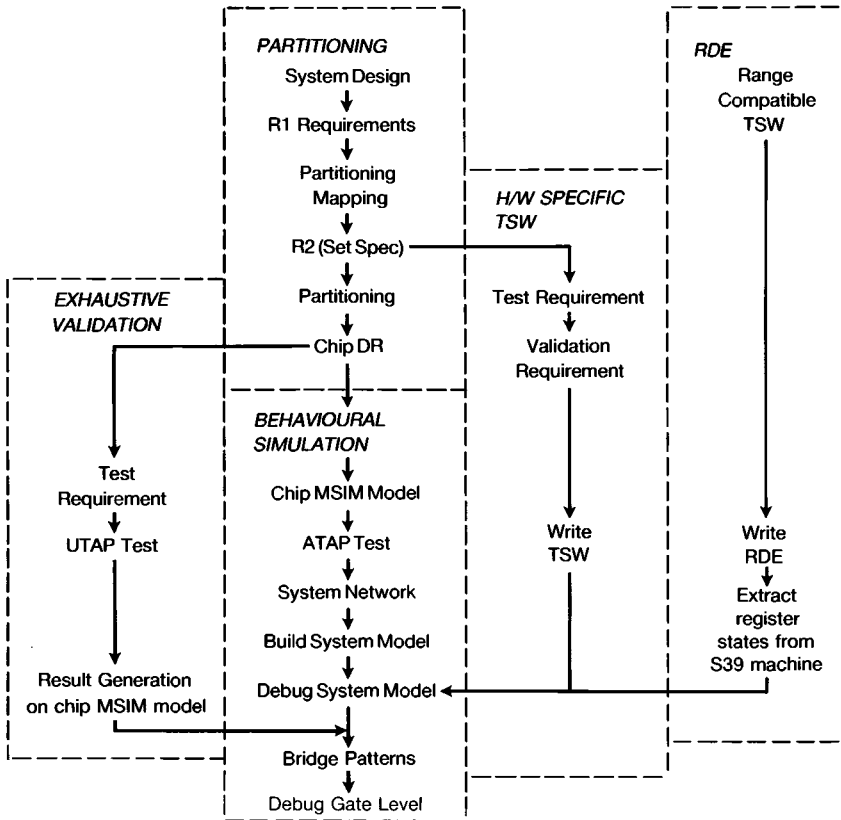 PARTITIONING
System Design
R1 Requirements
Partitioning
Mapping
R2 (Set Spec)
Partitioning
Chip DR
EXHAUSTIVE
VALIDATION
Test
Requirement
UTAP Test
Result Generation
on chip MSIM model
BEHAVIOURAL
SIMULATION
Chip MSIM Model
ATAP Test
System Network
Build System Model
Debug System Model
Bridge Patterns
Debug Gate Level
H/W SPECIFIC
TSW
Test Requirement
Validation
Requirement
Write
TSW
RDE
Range
Compatible
TSW
Write
RDE
Extract
register
states from
S39 machine